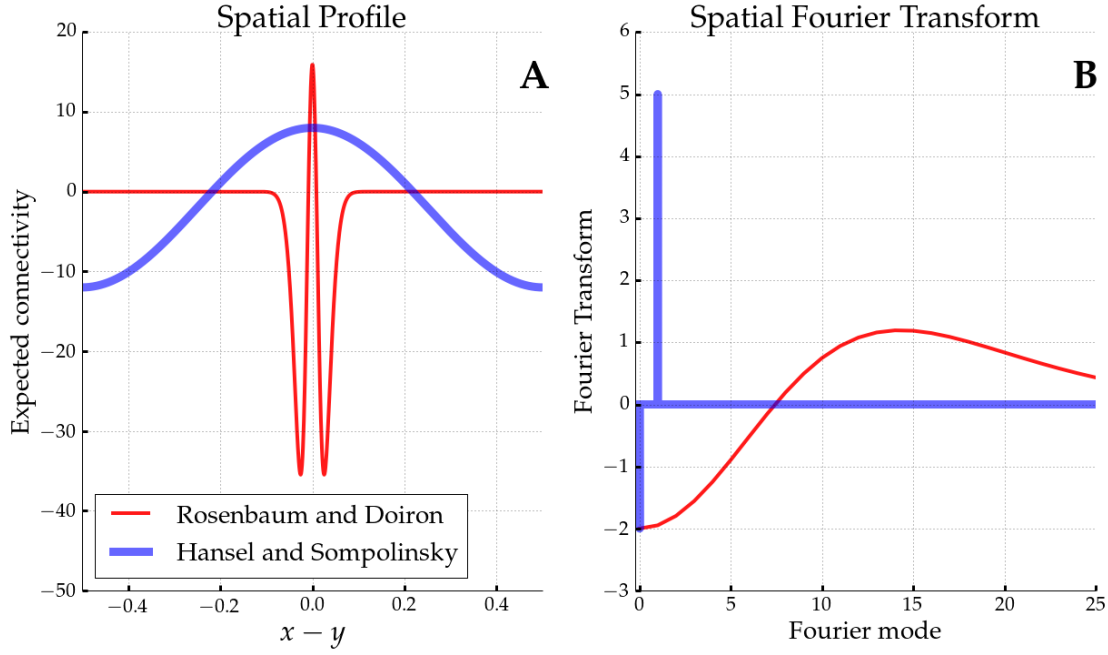 Spatial Profile
A
20
10
0
−10
−20
−30
−40
−50
Expected connectivity
Rosenbaum and Doiron
Hansel and Sompolinsky
−0.4
−0.2
0.0
0.2
0.4
x − y
Spatial Fourier Transform
B
6
5
4
3
2
1
0
−1
−2
−3
Fourier Transform
0
5
10
15
20
25
Fourier mode